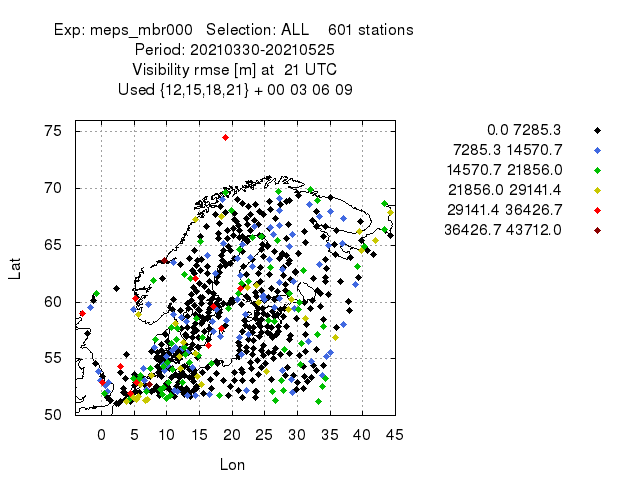 Exp: meps_mbr000 Selection: ALL 601 stations
Period: 20210330-20210525
Visibility rmse [m] at 21 UTC
Used {12,15,18,21} + 00 03 06 09
75
70
65
60
55
50
Lat
0 5 10 15 20 25 30 35 40 45
Lon
0.0 7285.3
7285.3 14570.7
14570.7 21856.0
21856.0 29141.4
29141.4 36426.7
36426.7 43712.0